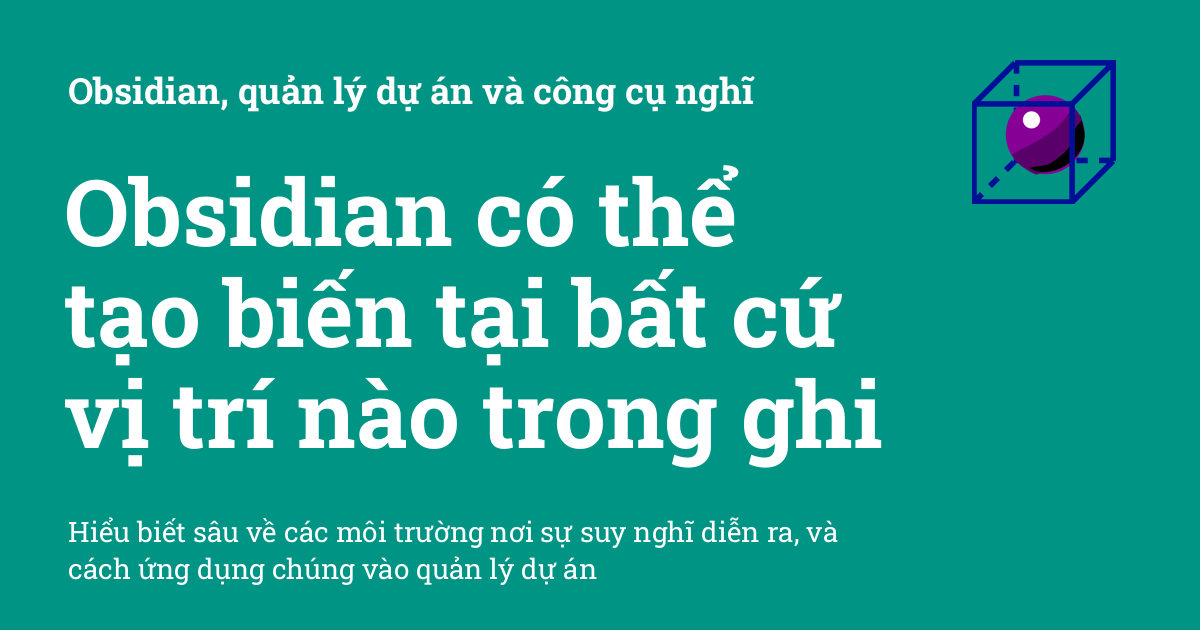 Obsidian, quản lý dự án và công cụ nghĩ
Obsidian có thể
tạo biến tại bất cứ
vị trí nào trong ghi
Hiểu biết sâu về các môi trường nơi sự suy nghĩ diễn ra, và
cách ứng dụng chúng vào quản lý dự án